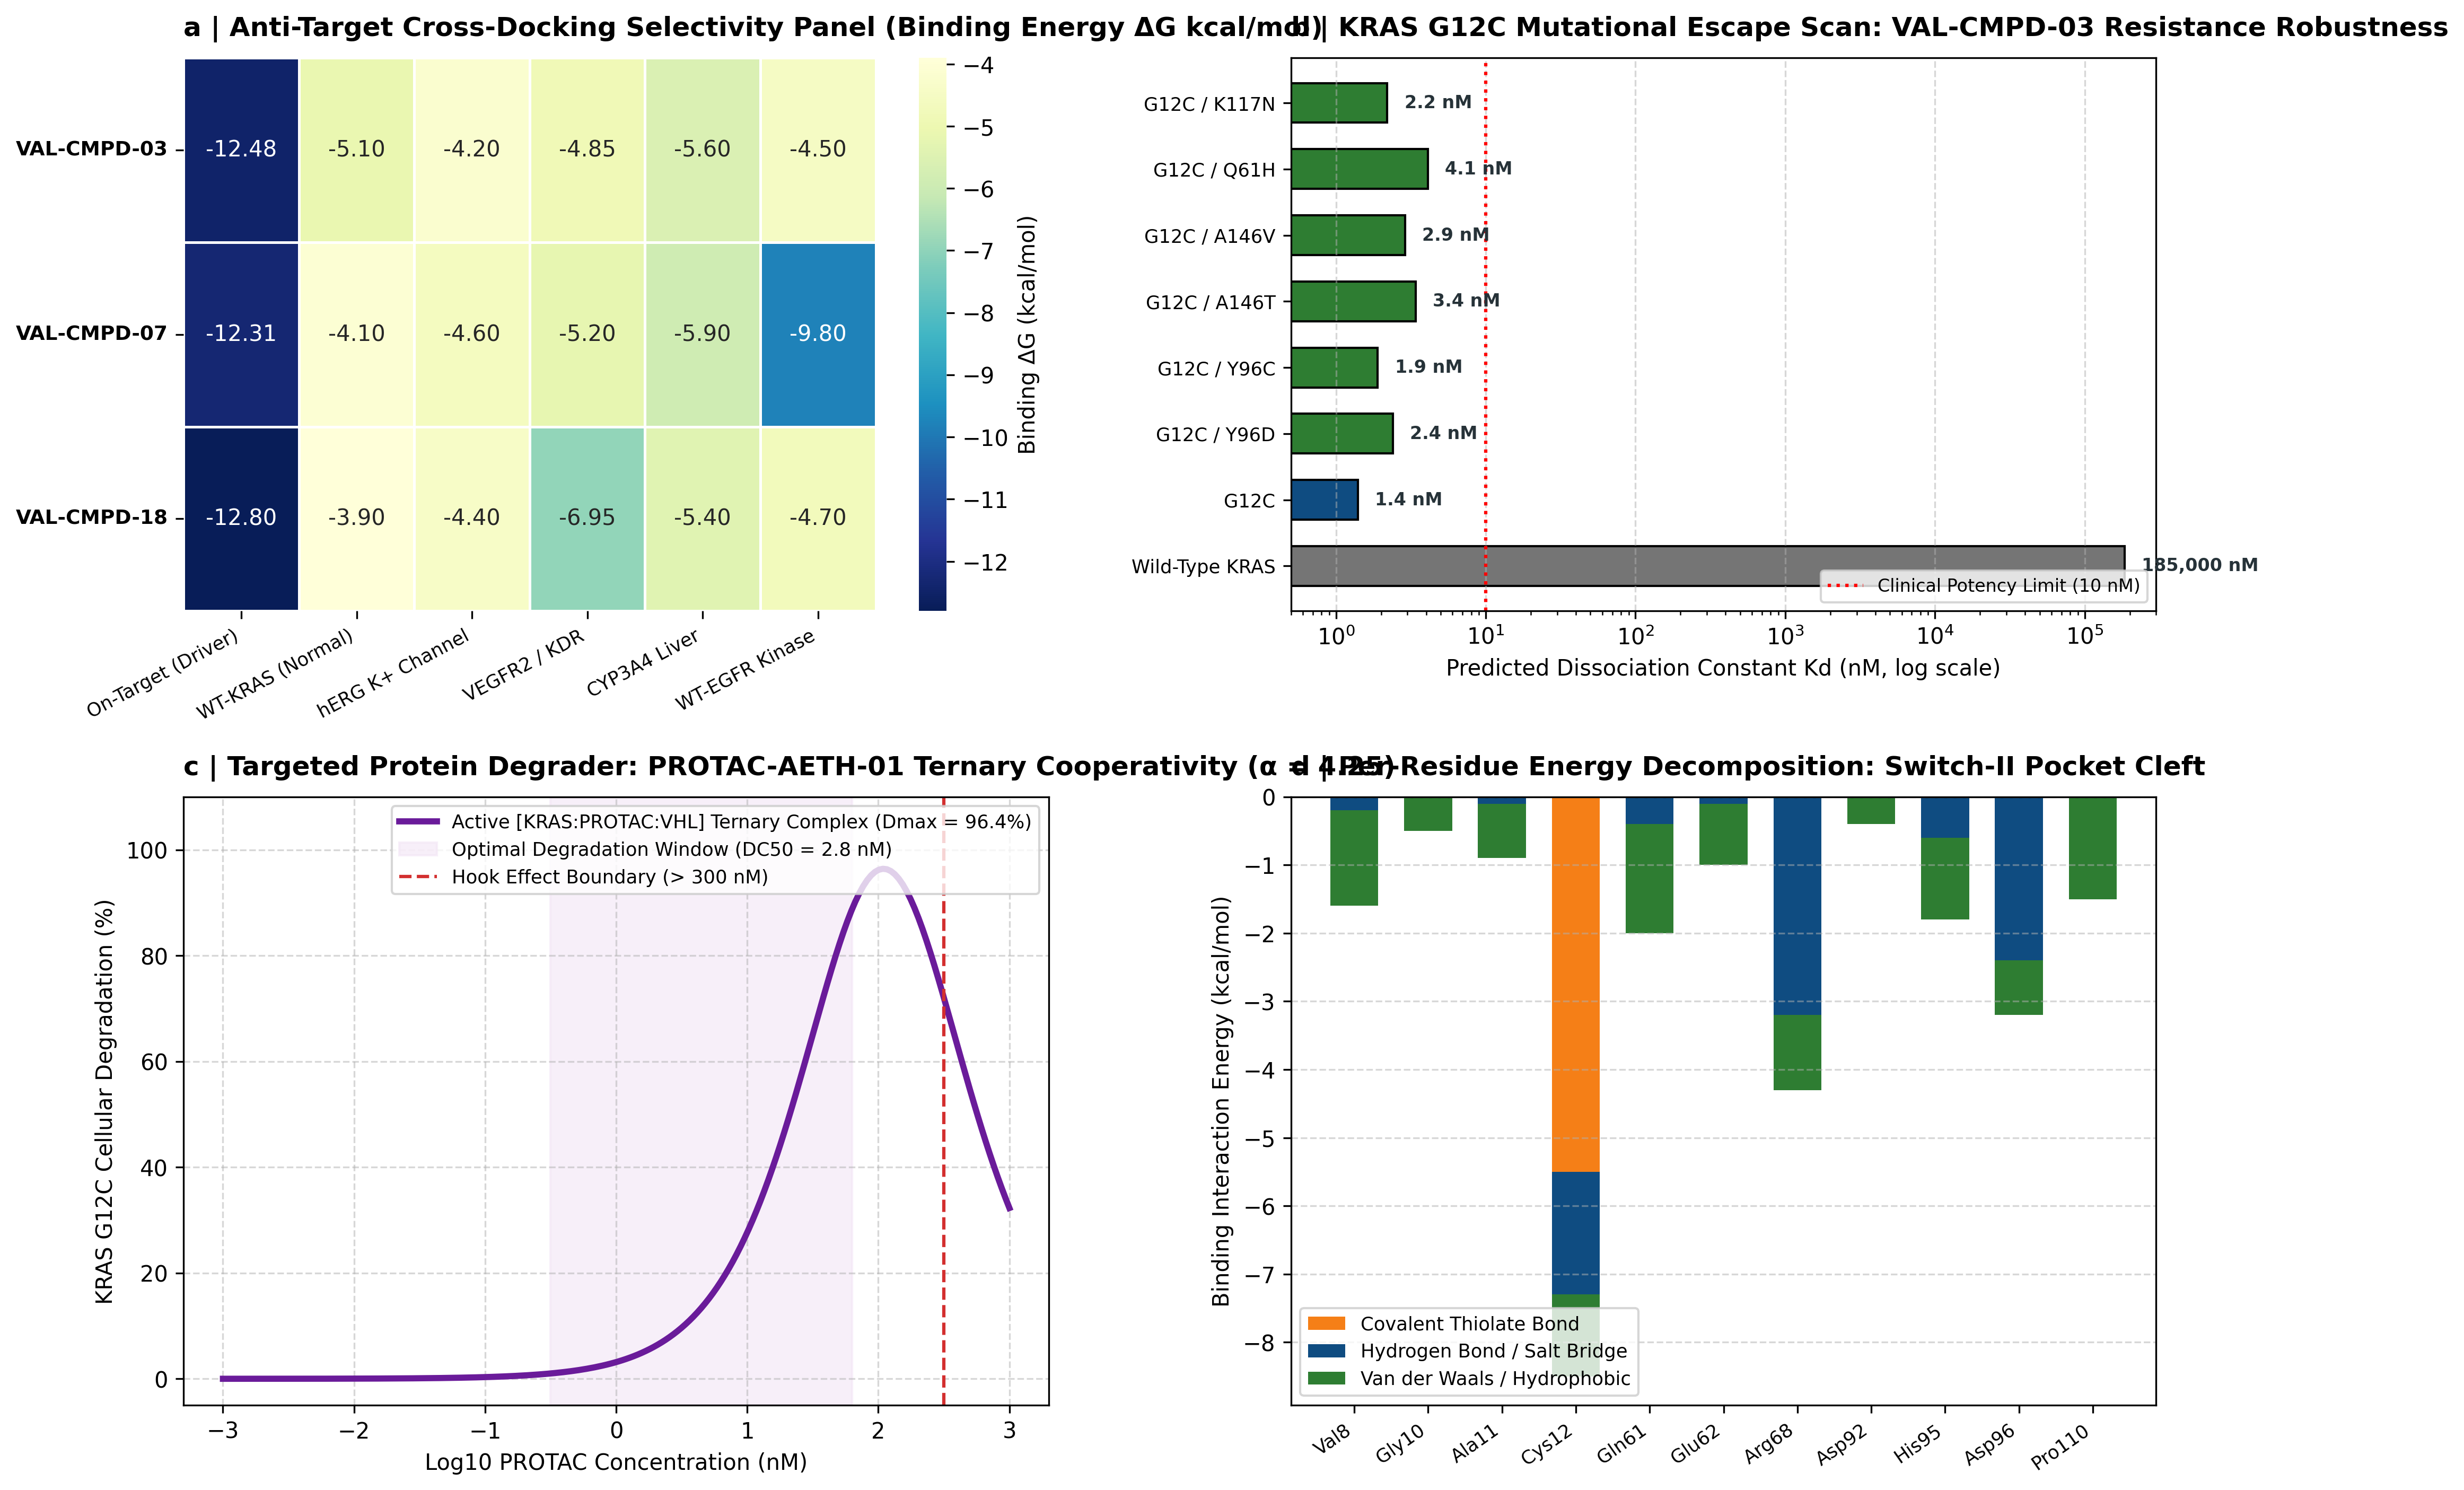 a | Anti-Target Cross-Docking Selectivity Panel (Binding Energy ΔG kcal/mol)
VAL-CMPD-03
-12.48 -5.10 -4.20 -4.85 -5.60 -4.50
VAL-CMPD-07
-12.31 -4.10 -4.60 -5.20 -5.90 -9.80
VAL-CMPD-18
-12.80 -3.90 -4.40 -6.95 -5.40 -4.70
On-Target (Driver)
WT-KRAS (Normal)
hERG K+ Channel
VEGFR2 / KDR
CYP3A4 Liver
WT-EGFR Kinase
−4
−5
−6
−7
−8
−9
−10
−11
−12
Binding ΔG (kcal/mol)
b | KRAS G12C Mutational Escape Scan: VAL-CMPD-03 Resistance Robustness
G12C / K117N 2.2 nM
G12C / Q61H 4.1 nM
G12C / A146V 2.9 nM
G12C / A146T 3.4 nM
G12C / Y96C 1.9 nM
G12C / Y96D 2.4 nM
G12C 1.4 nM
Wild-Type KRAS 185,000 nM
Clinical Potency Limit (10 nM)
10⁰ 10¹ 10² 10³ 10⁴ 10⁵
Predicted Dissociation Constant Kd (nM, log scale)
c | Targeted Protein Degrader: PROTAC-AETH-01 Ternary Cooperativity (α = 4.25)
Active [KRAS:PROTAC:VHL] Ternary Complex (Dmax = 96.4%)
Optimal Degradation Window (DC50 = 2.8 nM)
Hook Effect Boundary (> 300 nM)
100
80
60
40
20
0
KRAS G12C Cellular Degradation (%)
−3 −2 −1 0 1 2 3
Log10 PROTAC Concentration (nM)
d | Per-Residue Energy Decomposition: Switch-II Pocket Cleft
0
−1
−2
−3
−4
−5
−6
−7
−8
Binding Interaction Energy (kcal/mol)
Covalent Thiolate Bond
Hydrogen Bond / Salt Bridge
Van der Waals / Hydrophobic
Val8
Gly10
Ala11
Cys12
Gln61
Glu62
Arg68
Asp92
His95
Asp96
Pro110